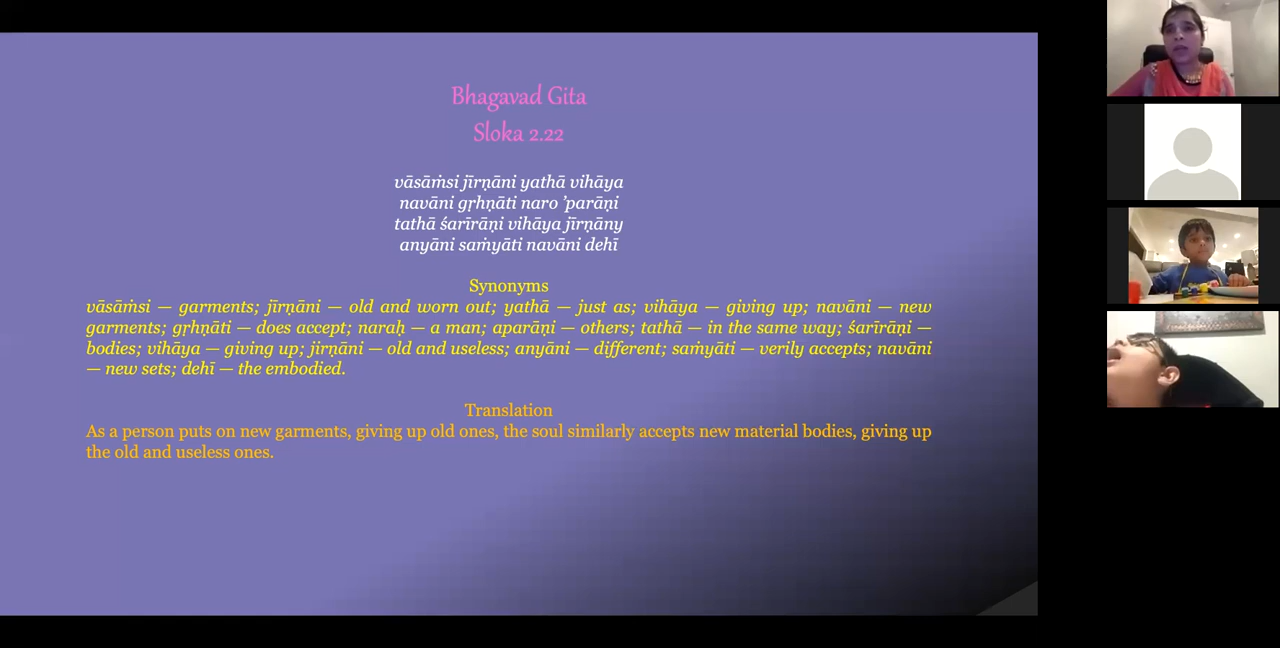 Bhagavad Gita
Sloka 2.22
vāsāṁsi jīrṇāni yathā vihāya
navāni gṛhṇāti naro ’parāṇi
tathā śarīrāṇi vihāya jīrṇāny
anyāni saṁyāti navāni dehī
Synonyms
vāsāṁsi — garments; jīrṇāni — old and worn out; yathā — just as; vihāya — giving up; navāni — new
garments; gṛhṇāti — does accept; naraḥ — a man; aparāṇi — others; tathā — in the same way; śarīrāṇi —
bodies; vihāya — giving up; jirṇāni — old and useless; anyāni — different; saṁyāti — verily accepts; navāni
— new sets; dehī — the embodied.
Translation
As a person puts on new garments, giving up old ones, the soul similarly accepts new material bodies, giving up
the old and useless ones.